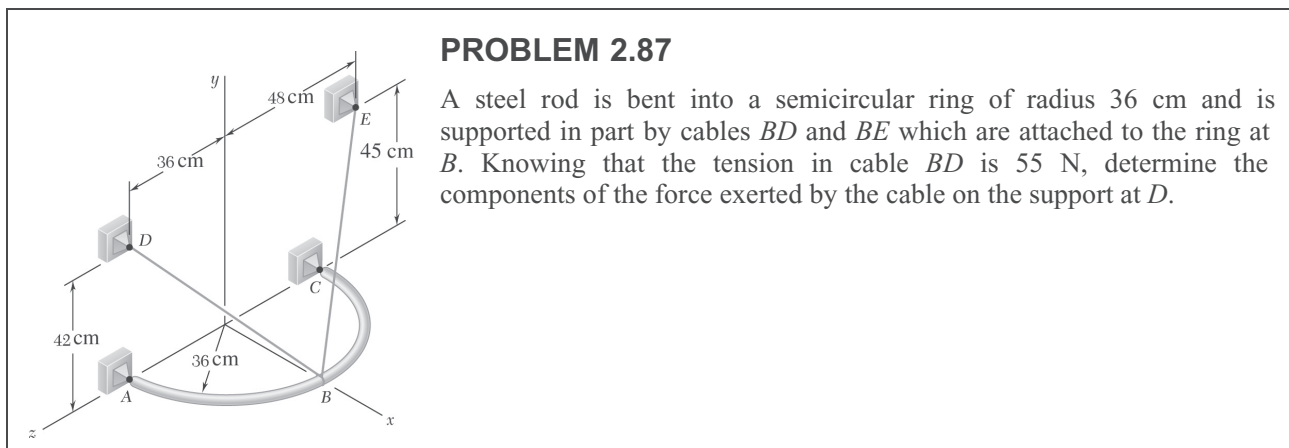 PROBLEM 2.87
A steel rod is bent into a semicircular ring of radius 36 cm and is
supported in part by cables BD and BE which are attached to the ring at
B. Knowing that the tension in cable BD is 55 N, determine the
components of the force exerted by the cable on the support at D.
y
48 cm
E
36 cm
45 cm
D
C
42 cm
36 cm
A
B
x
z